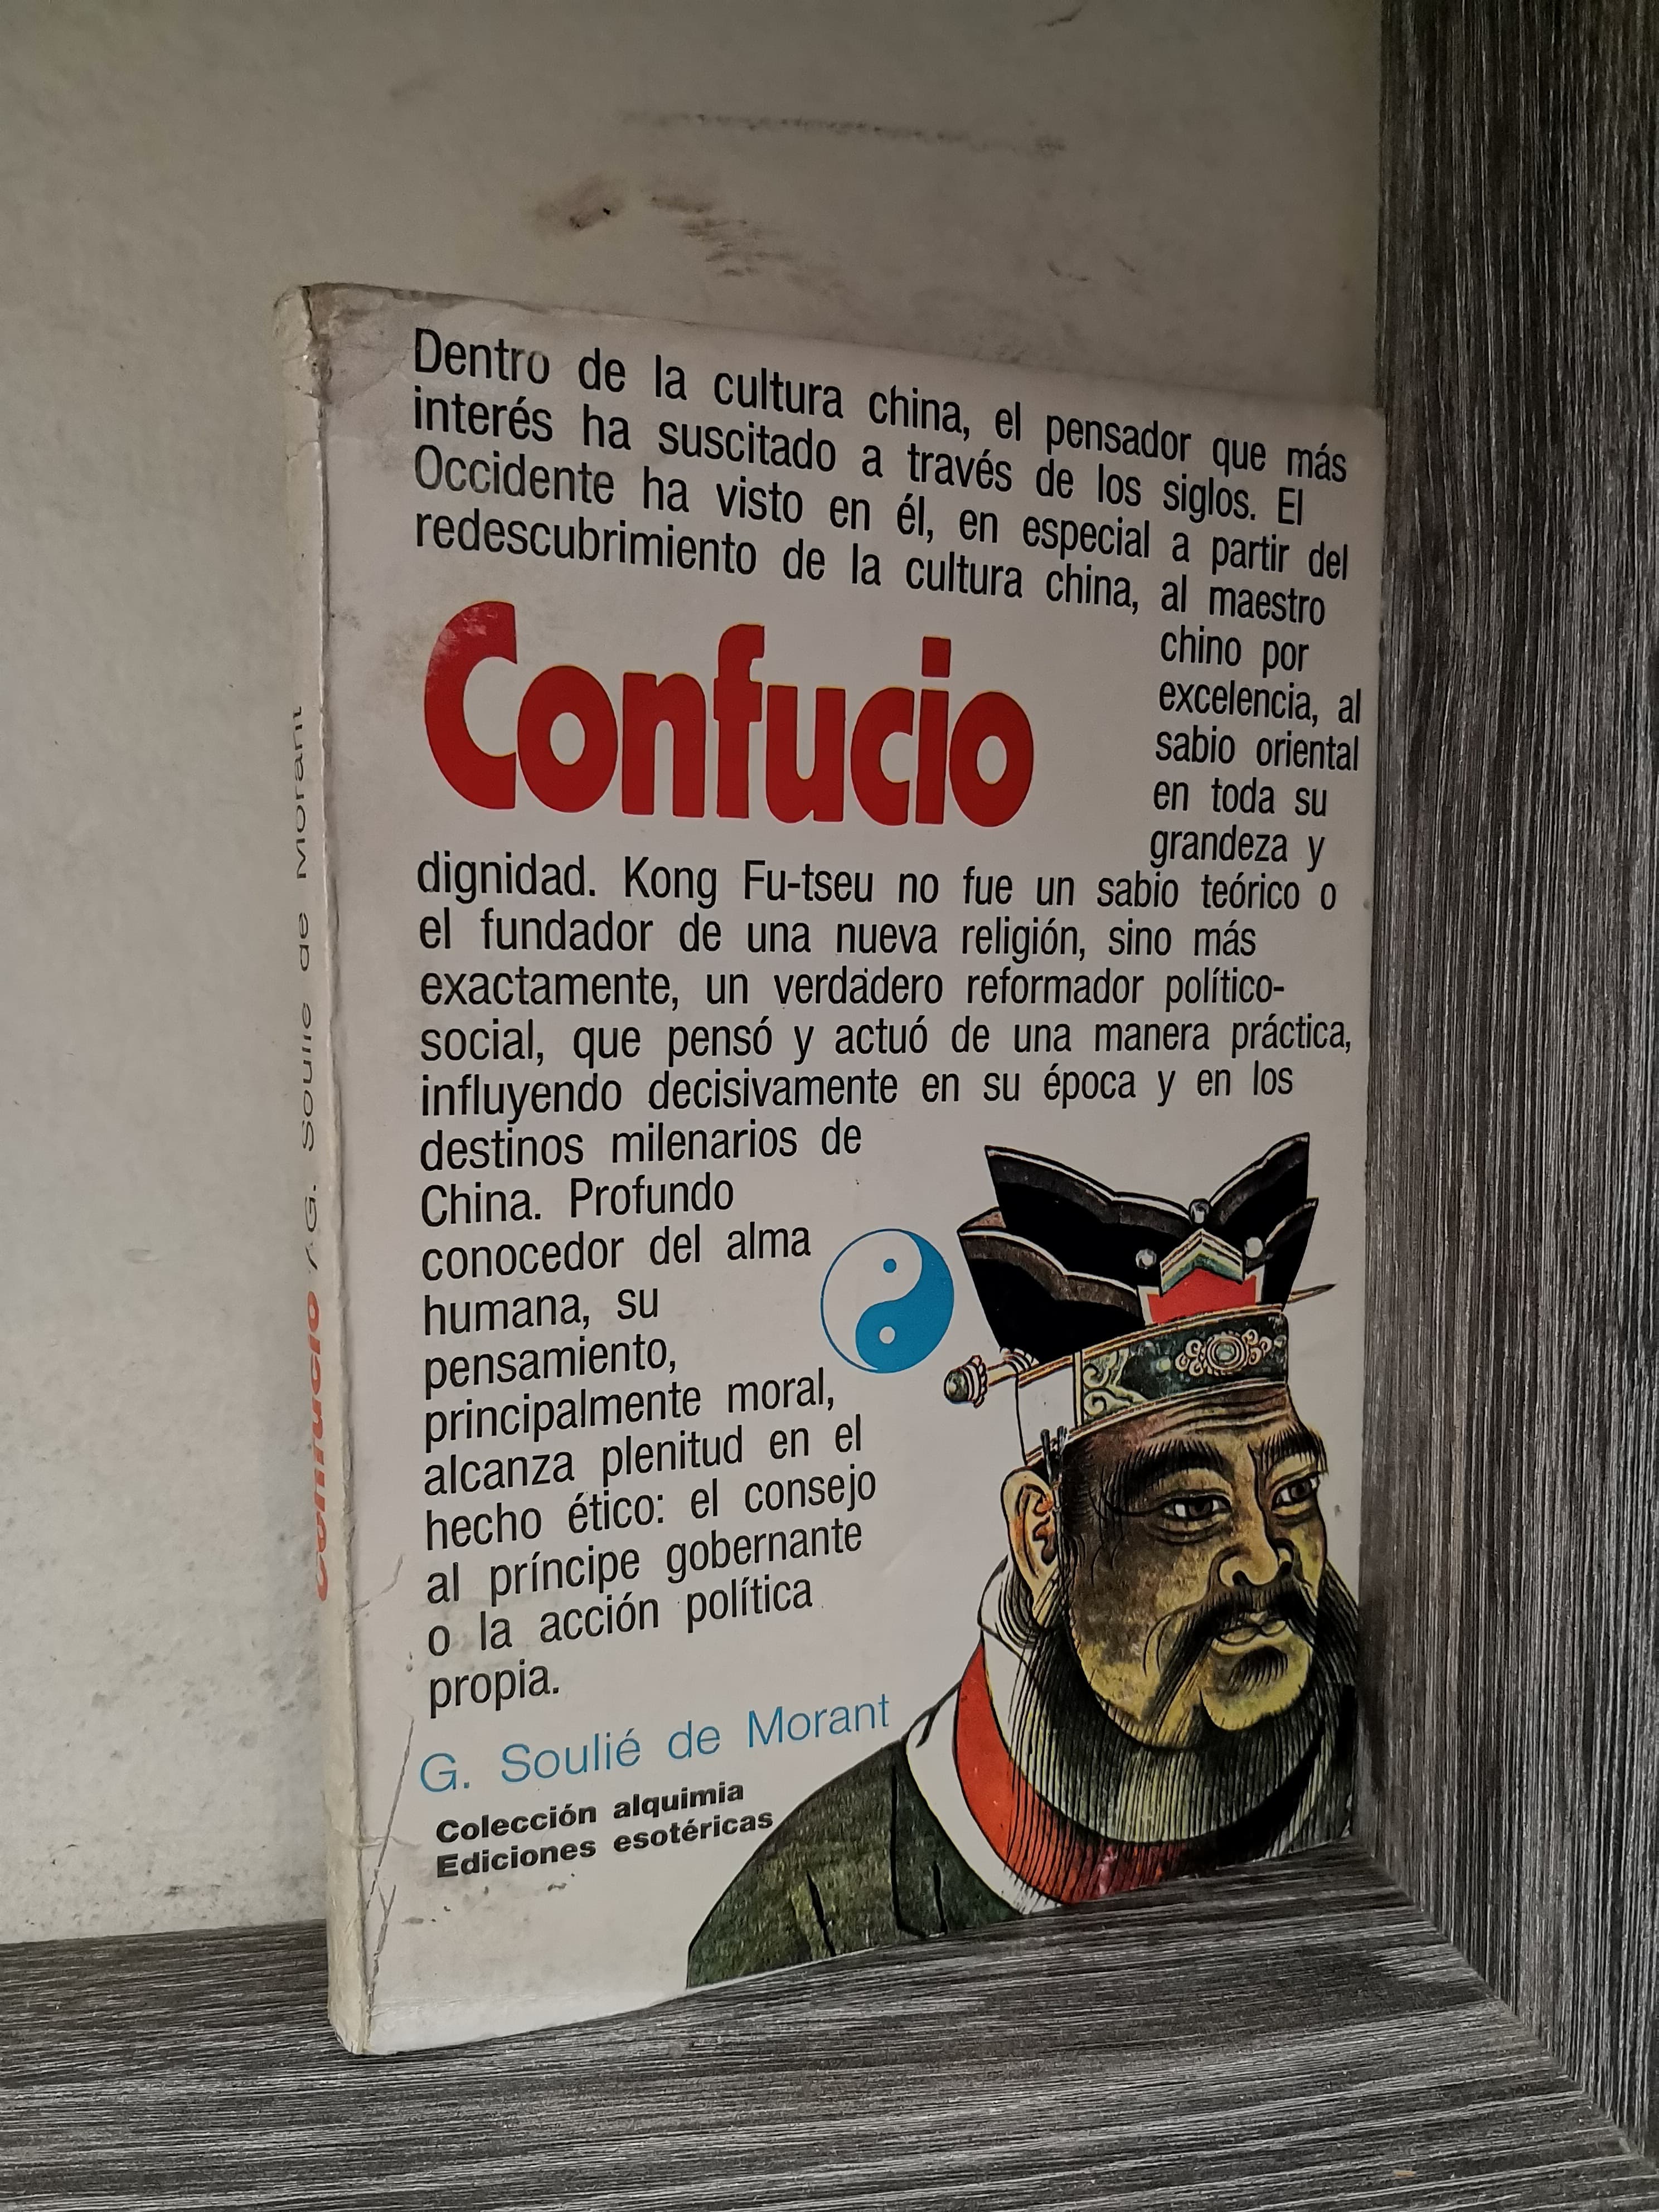 Dentro de la cultura china, el pensador que más
interés ha suscitado a través de los siglos. El
Occidente ha visto en él, en especial a partir del
redescubrimiento de la cultura china, al maestro
chino por
excelencia, al
sabio oriental
en toda su
grandeza y
Confucio
dignidad. Kong Fu-tseu no fue un sabio teórico o
el fundador de una nueva religión, sino más
exactamente, un verdadero reformador político-
social, que pensó y actuó de una manera práctica,
influyendo decisivamente en su época y en los
destinos milenarios de
China. Profundo
conocedor del alma
humana, su
pensamiento,
principalmente moral,
alcanza plenitud en el
hecho ético: el consejo
al príncipe gobernante
o la acción política
propia.
G. Soulié de Morant
Colección alquimia
Ediciones esotéricas
Confucio / G. Soulié de Morant